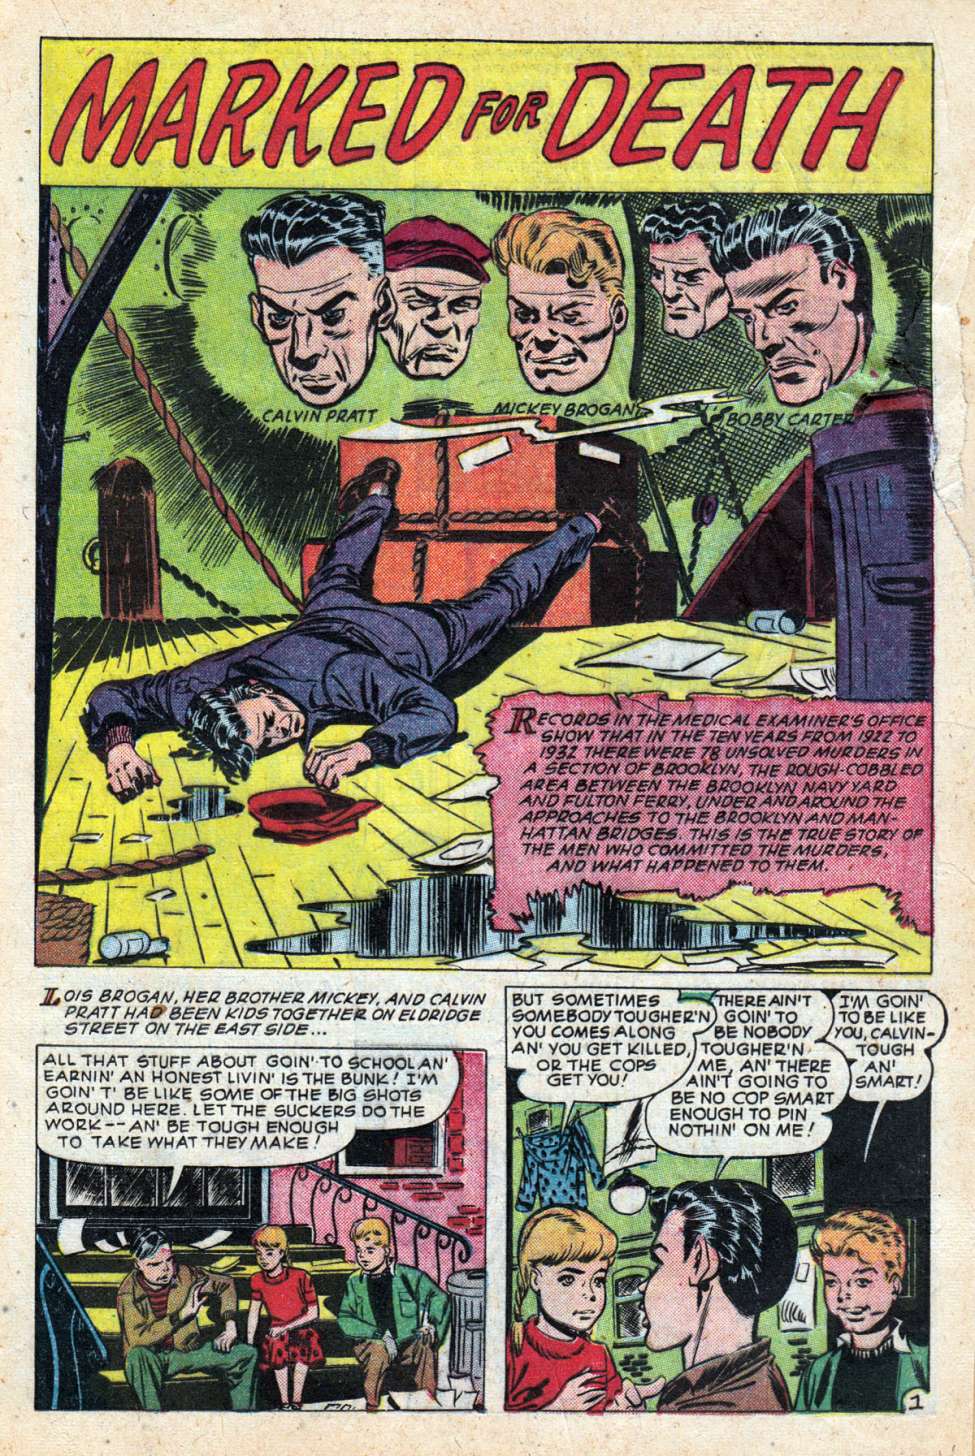 MARKED FOR DEATH
CALVIN PRATT
MICKEY BROGAN
BOBBY CARTER
RECORDS IN THE MEDICAL EXAMINER'S OFFICE
SHOW THAT IN THE TEN YEARS FROM 1922 TO
1932 THERE WERE 78 UNSOLVED MURDERS IN
A SECTION OF BROOKLYN, THE ROUGH-COBBLED
AREA BETWEEN THE BROOKLYN NAVY YARD
AND FULTON FERRY, UNDER AND AROUND THE
APPROACHES TO THE BROOKLYN AND MAN-
HATTAN BRIDGES. THIS IS THE TRUE STORY OF
THE MEN WHO COMMITTED THE MURDERS,
AND WHAT HAPPENED TO THEM.
LOIS BROGAN, HER BROTHER MICKEY, AND CALVIN
PRATT HAD BEEN KIDS TOGETHER ON ELDRIDGE
STREET ON THE EAST SIDE...
ALL THAT STUFF ABOUT GOIN' TO SCHOOL AN'
EARNIN' AN HONEST LIVIN' IS THE BUNK! I'M
GOIN' T' BE LIKE SOME OF THE BIG SHOTS
AROUND HERE. LET THE SUCKERS DO THE
WORK--AN' BE TOUGH ENOUGH
TO TAKE WHAT THEY MAKE!
BUT SOMETIMES
SOMEBODY TOUGHER'N
YOU COMES ALONG
AN' YOU GET KILLED,
OR THE COPS
GET YOU!
THERE AIN'T
GOIN' TO
BE NOBODY
TOUGHER'N
ME, AN' THERE
AIN'T GOING TO
BE NO COP SMART
ENOUGH TO PIN
NOTHIN' ON ME!
I'M GOIN'
TO BE LIKE
YOU, CALVIN-
TOUGH
AN'
SMART!
1